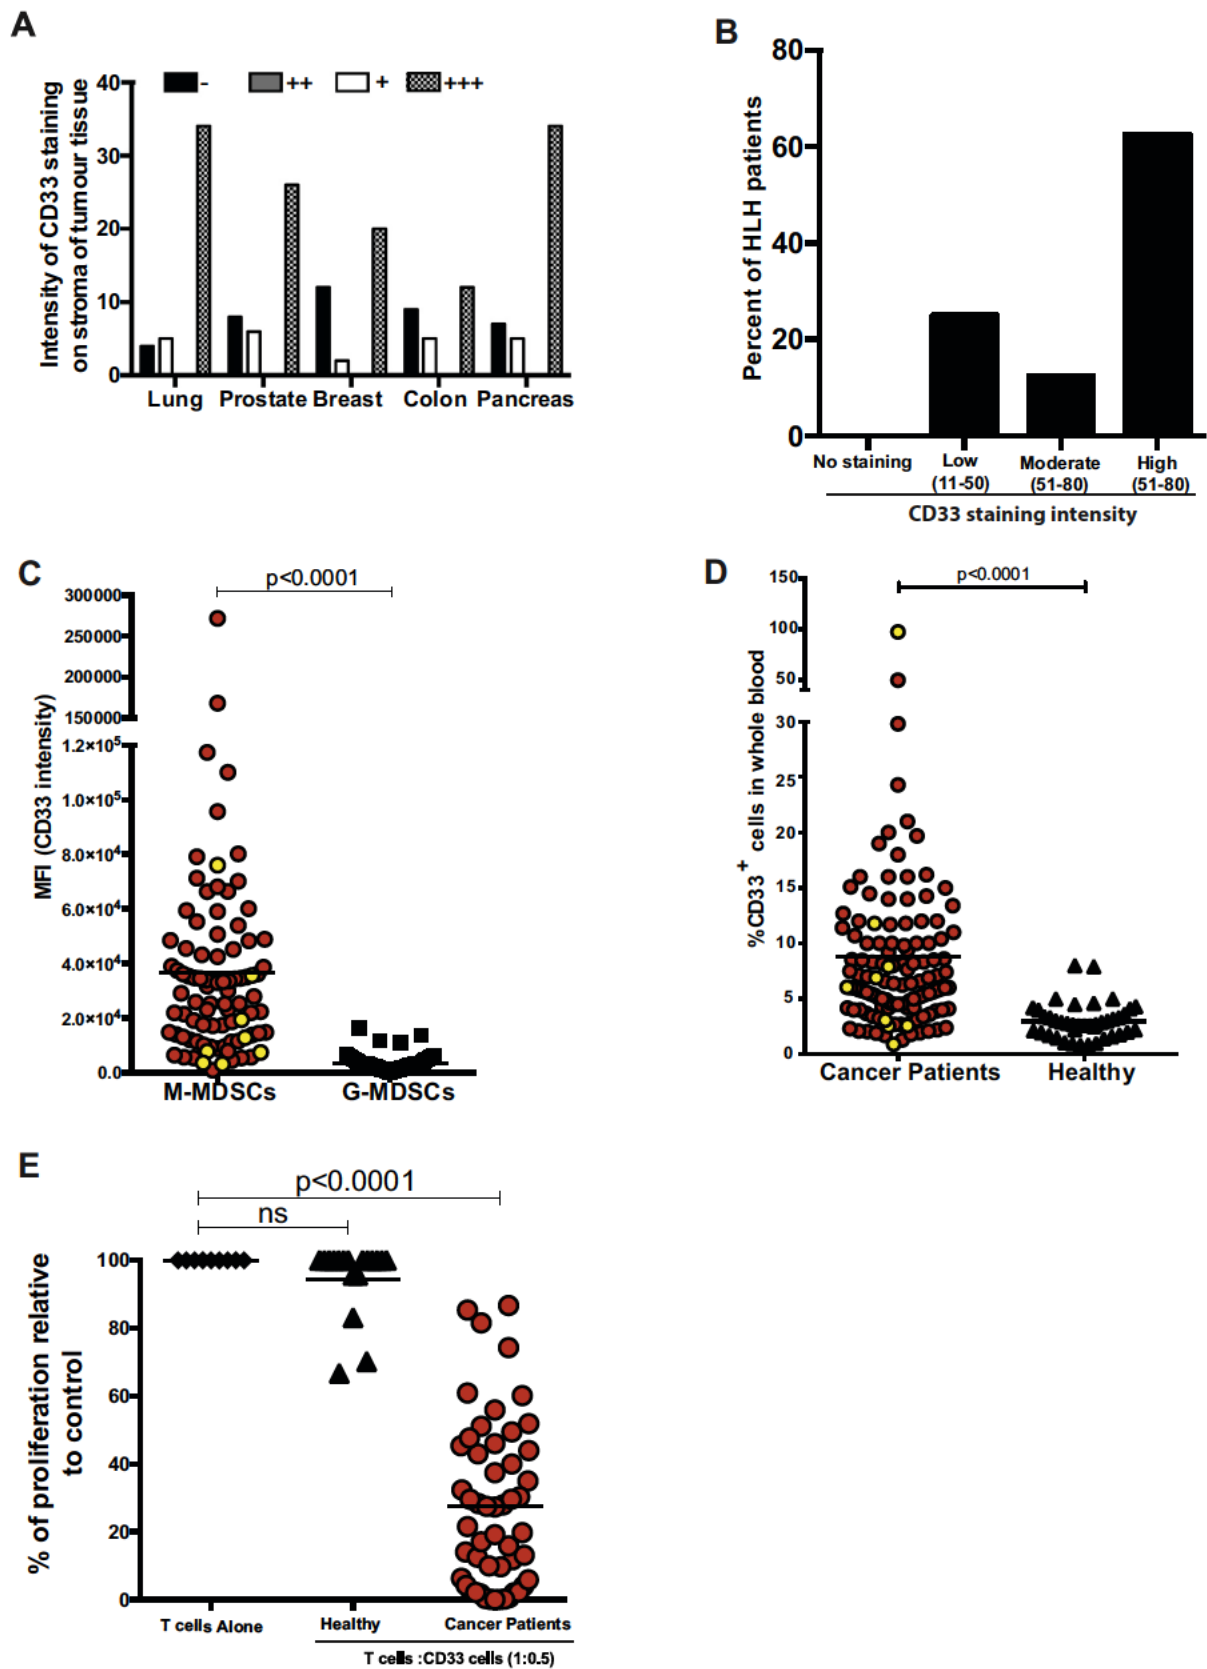 A
Intensity of CD33 staining
on stroma of tumour tissue
40
30
20
10
0
- ++ + +++
Lung Prostate Breast Colon Pancreas
B
Percent of HLH patients
80
60
40
20
0
No staining Low Moderate High
(11-50) (51-80) (51-80)
CD33 staining intensity
C
p<0.0001
MFI (CD33 intensity)
300000
250000
200000
150000
1.2×10⁵
1.0×10⁵
8.0×10⁴
6.0×10⁴
4.0×10⁴
2.0×10⁴
0.0
M-MDSCs G-MDSCs
D
p<0.0001
%CD33⁺ cells in whole blood
150
100
50
30
25
20
15
10
5
0
Cancer Patients Healthy
E
p<0.0001
ns
% of proliferation relative
to control
100
80
60
40
20
0
T cells Alone Healthy Cancer Patients
T cells :CD33 cells (1:0.5)